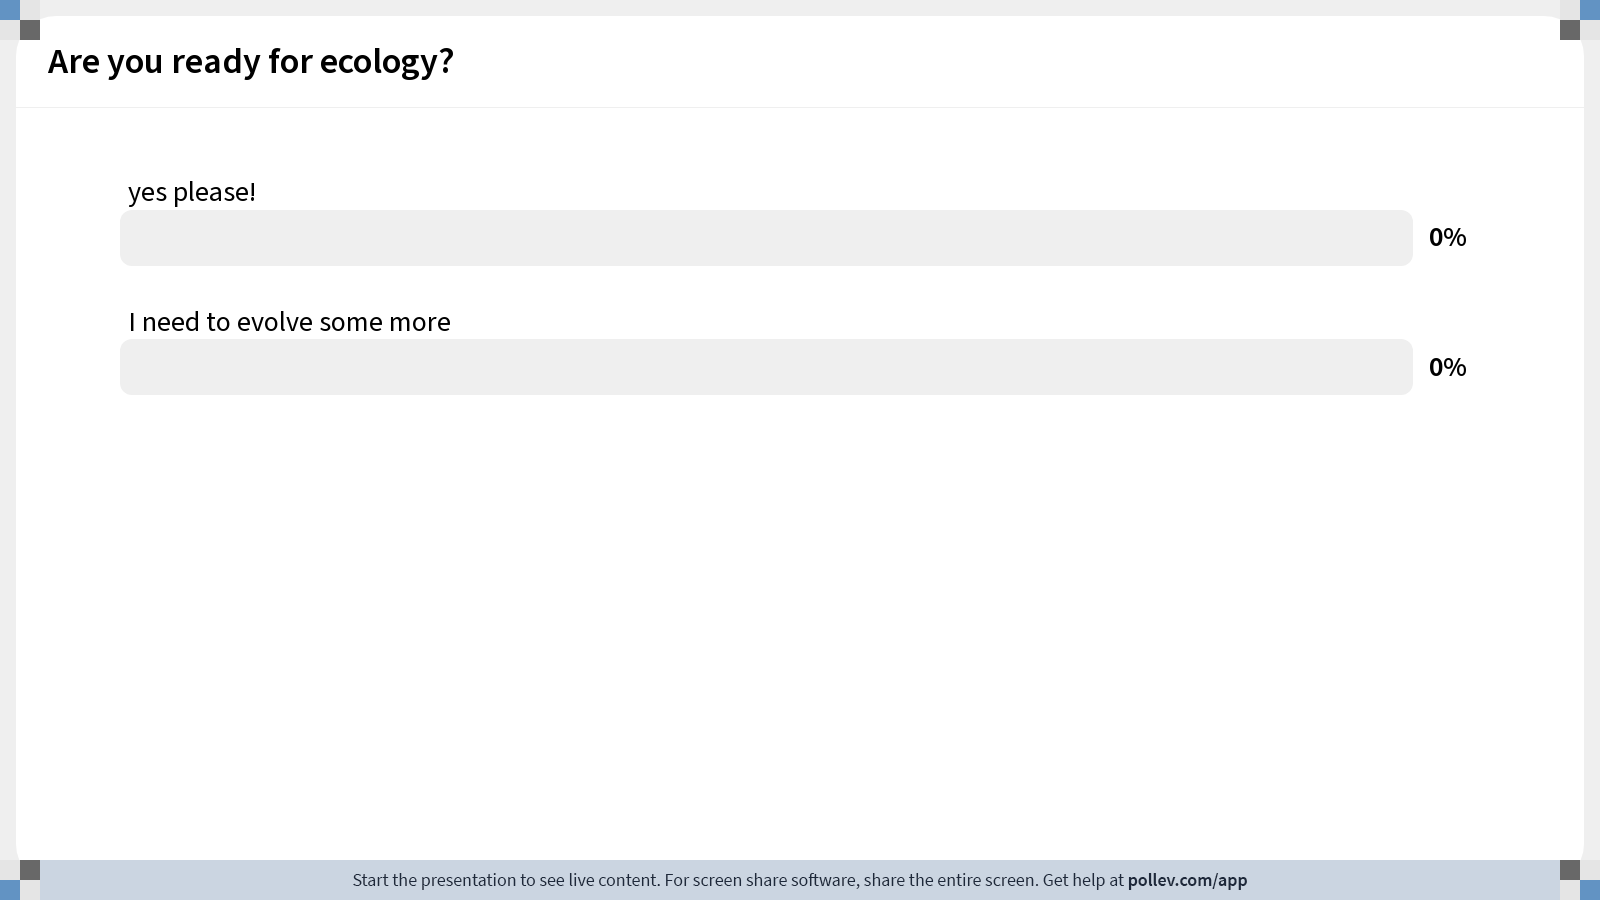 Are you ready for ecology?
yes please!
0%
I need to evolve some more
0%
Start the presentation to see live content. For screen share software, share the entire screen. Get help at pollev.com/app